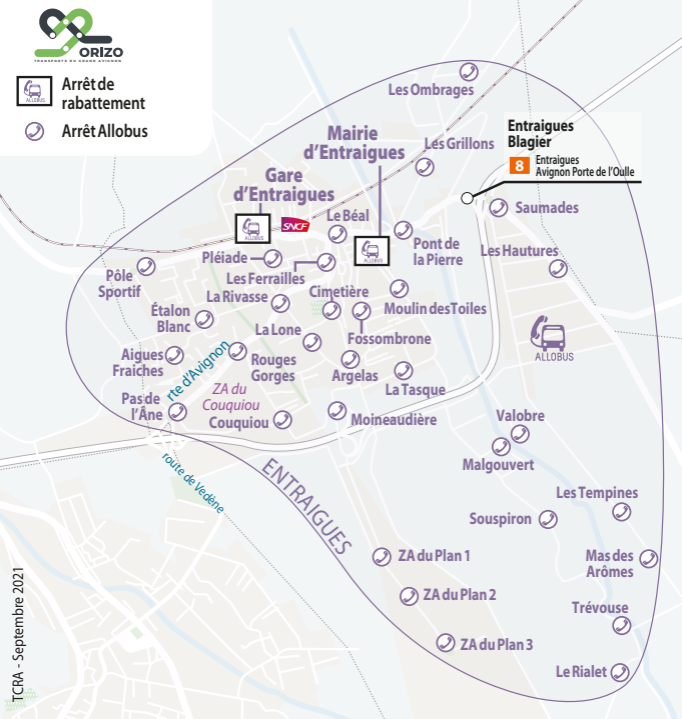 ORIZO
TRANSPORTS DU GRAND AVIGNON
ALLOBUS
Arrêt de
rabattement
Arrêt Allobus
Les Ombrages
Mairie
d'Entraigues
Les Grillons
Entraigues
Blagier
8 Entraigues
Avignon Porte de l'Oulle
Gare
d'Entraigues
ALLOBUS
SNCF
Le Béal
ALLOBUS
Pont de
la Pierre
Saumades
Les Hautures
Pléiade
Les Ferrailles
Pôle
Sportif
La Rivasse
Cimetière
Moulin des Toiles
Étalon
Blanc
La Lone
Fossombrone
ALLOBUS
Aigues
Fraiches
rte d'Avignon
Rouges
Gorges
Argelas
La Tasque
Pas de
l'Âne
ZA du
Couquiou
Couquiou
Moineaudière
Valobre
Malgouvert
route de Vedène
ENTRAIGUES
Les Tempines
Souspiron
ZA du Plan 1
Mas des
Arômes
ZA du Plan 2
Trévouse
ZA du Plan 3
Le Rialet
TCRA - Septembre 2021